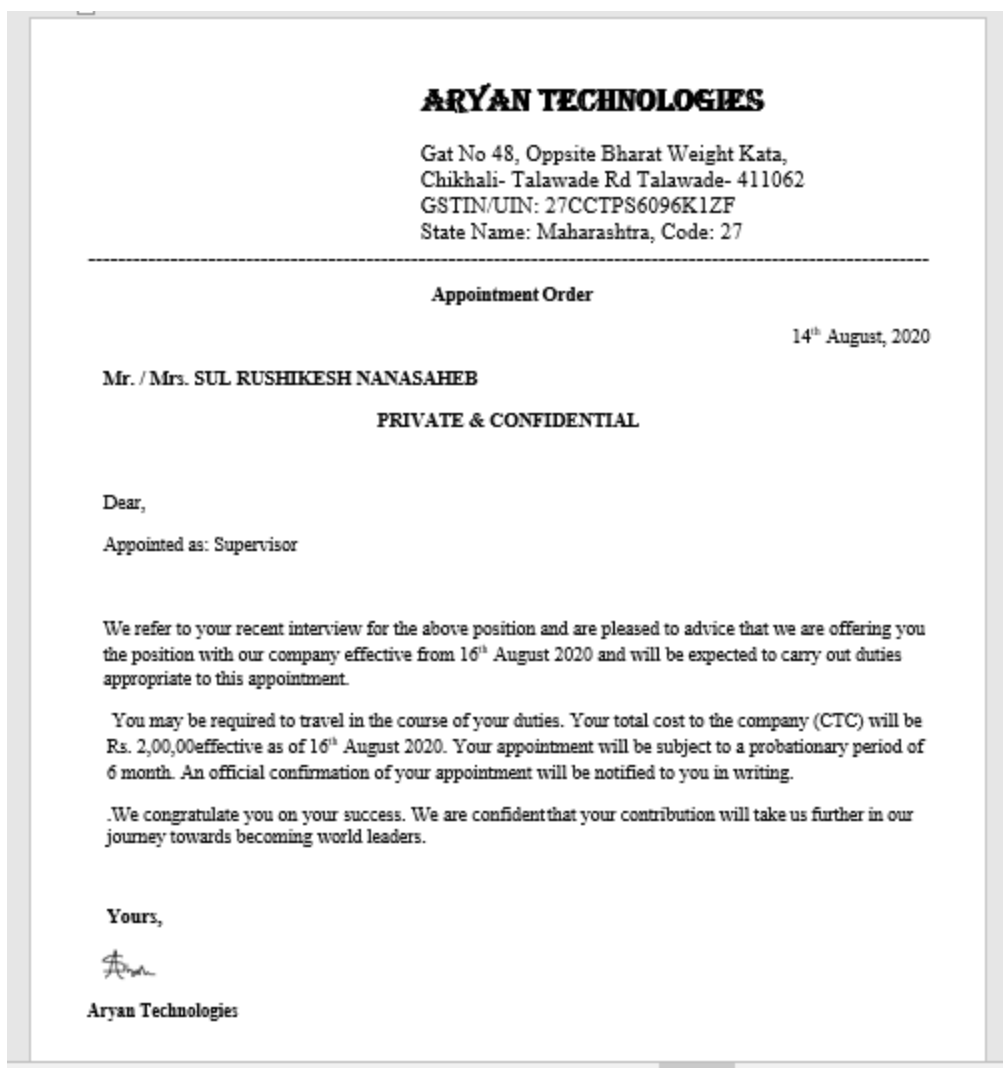 ARYAN TECHNOLOGIES
Gat No 48, Oppsite Bharat Weight Kata,
Chikhali- Talawade Rd Talawade- 411062
GSTIN/UIN: 27CCTPS6096K1ZF
State Name: Maharashtra, Code: 27
Appointment Order
14th August, 2020
Mr. / Mrs. SUL RUSHIKESH NANASAHEB
PRIVATE & CONFIDENTIAL
Dear,
Appointed as: Supervisor
We refer to your recent interview for the above position and are pleased to advice that we are offering you
the position with our company effective from 16th August 2020 and will be expected to carry out duties
appropriate to this appointment.
You may be required to travel in the course of your duties. Your total cost to the company (CTC) will be
Rs. 2,00,00effective as of 16th August 2020. Your appointment will be subject to a probationary period of
6 month. An official confirmation of your appointment will be notified to you in writing.
.We congratulate you on your success. We are confident that your contribution will take us further in our
journey towards becoming world leaders.
Yours,
Aryan Technologies